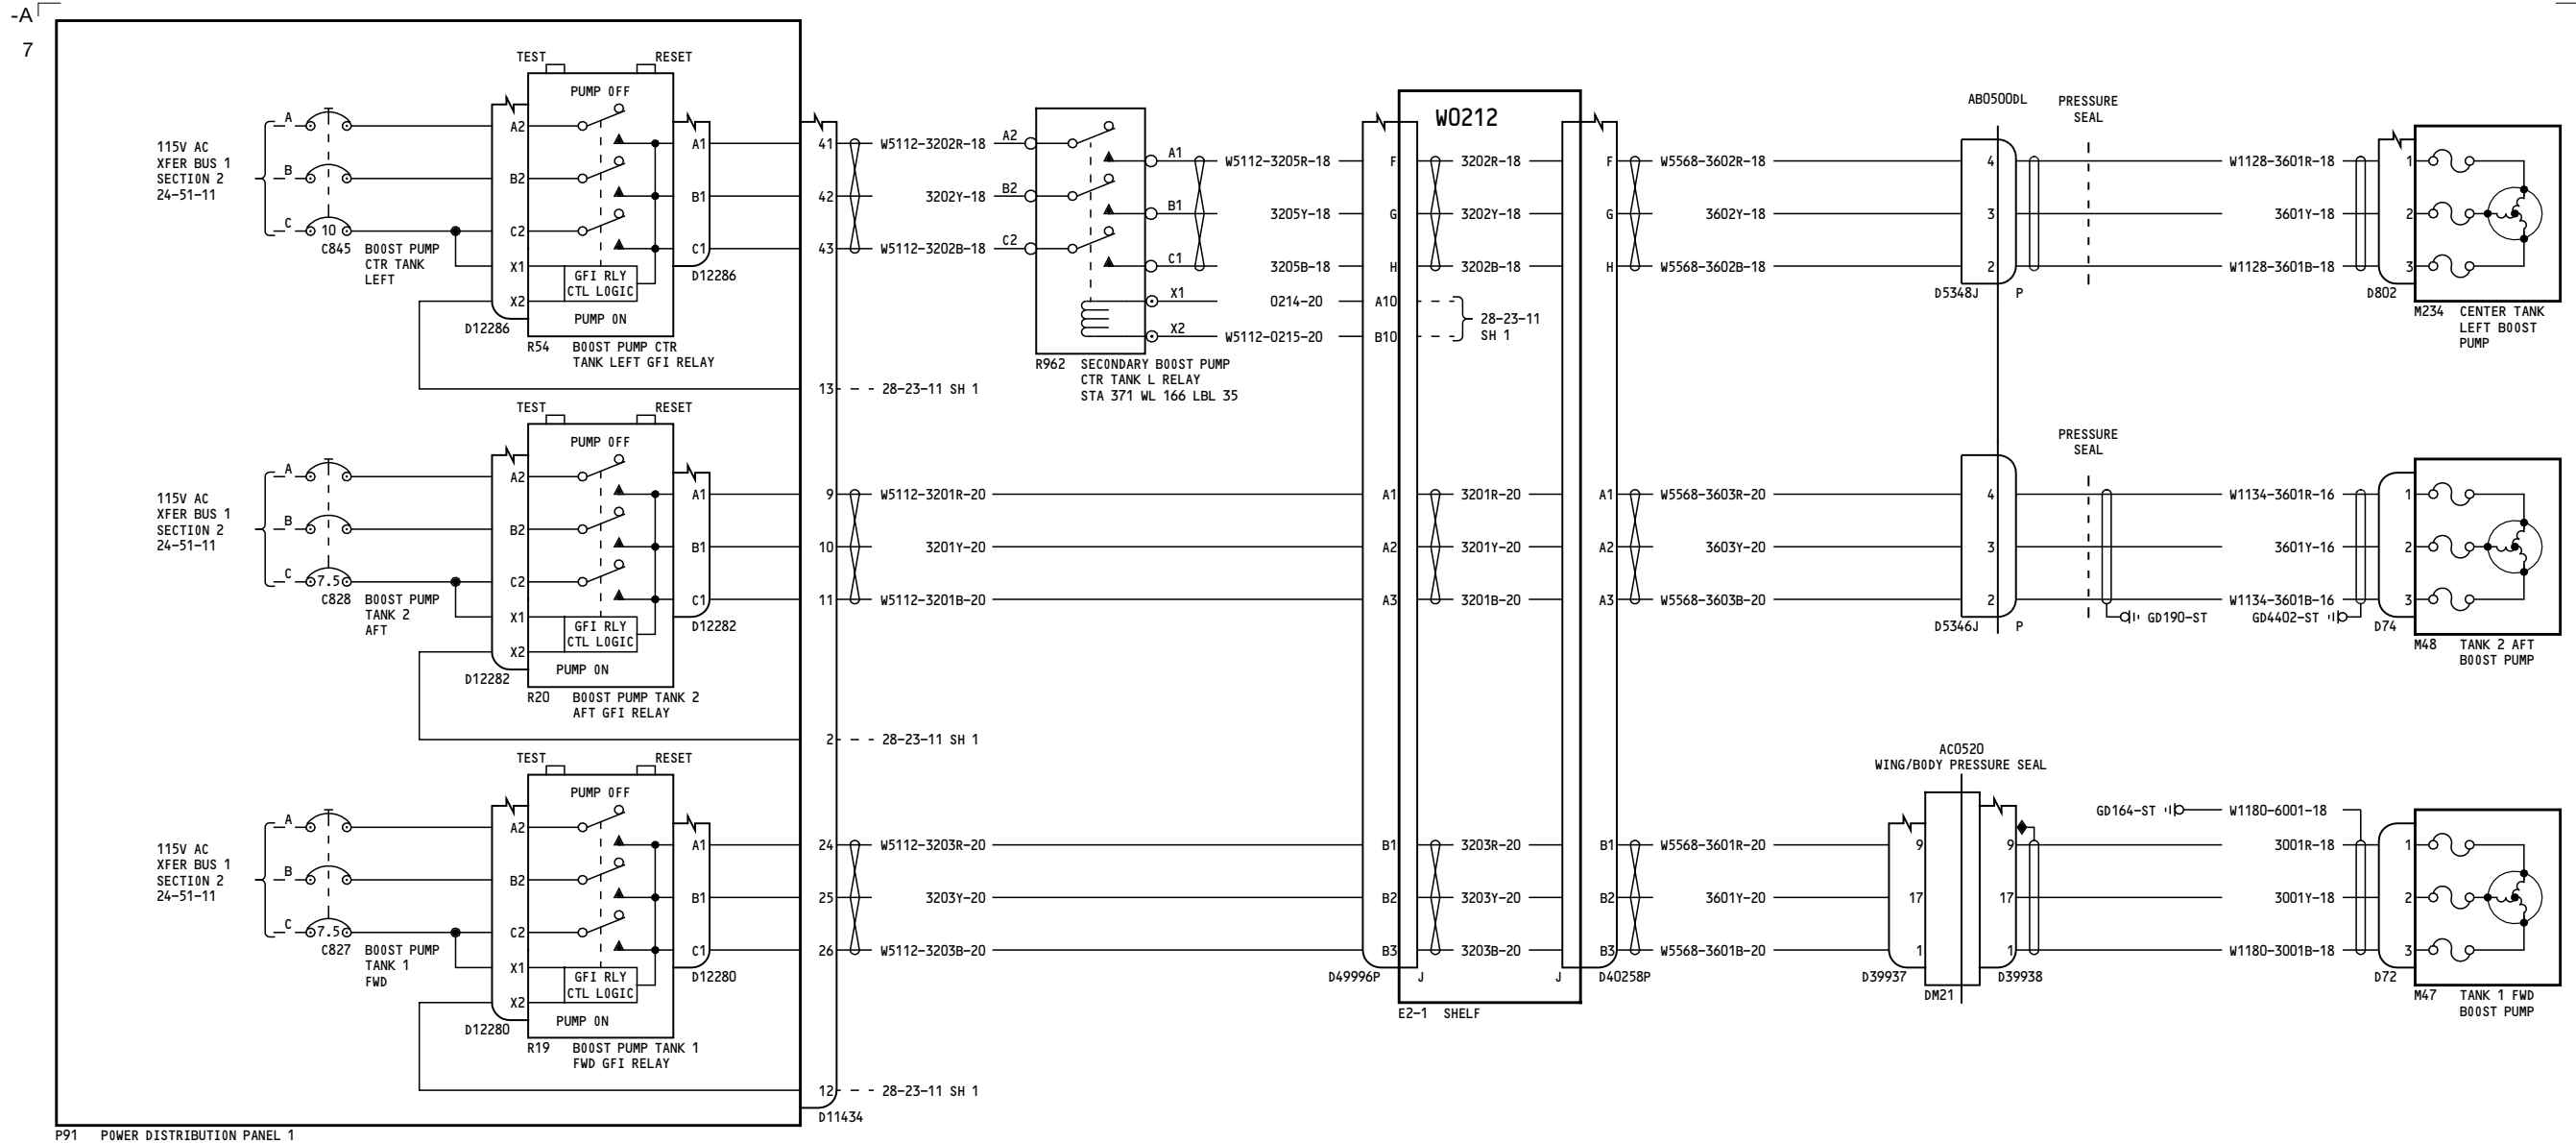 -A
7
TEST RESET
PUMP OFF
A
B
C
115V AC
XFER BUS 1
SECTION 2
24-51-11
10
C845 BOOST PUMP
CTR TANK
LEFT
A2
B2
C2
X1
X2
D12286
GFI RLY
CTL LOGIC
PUMP ON
R54 BOOST PUMP CTR
TANK LEFT GFI RELAY
A1
B1
C1
D12286
41 W5112-3202R-18 A2
42 3202Y-18 B2
43 W5112-3202B-18 C2
13 28-23-11 SH 1
A1 W5112-3205R-18 F
B1 3205Y-18 G
C1 3205B-18 H
X1 0214-20 A10
X2 W5112-0215-20 B10
R962 SECONDARY BOOST PUMP
CTR TANK L RELAY
STA 371 WL 166 LBL 35
W0212
3202R-18 F W5568-3602R-18 4
3202Y-18 G 3602Y-18 3
3202B-18 H W5568-3602B-18 2
28-23-11
SH 1
AB0500DL
PRESSURE
SEAL
D5348J P
W1128-3601R-18 1
3601Y-18 2
W1128-3601B-18 3
D802
M234 CENTER TANK
LEFT BOOST
PUMP
TEST RESET
PUMP OFF
A
B
C
115V AC
XFER BUS 1
SECTION 2
24-51-11
7.5
C828 BOOST PUMP
TANK 2
AFT
A2
B2
C2
X1
X2
D12282
GFI RLY
CTL LOGIC
PUMP ON
R20 BOOST PUMP TANK 2
AFT GFI RELAY
A1
B1
C1
D12282
9 W5112-3201R-20 A1 3201R-20 A1 W5568-3603R-20 4
10 3201Y-20 A2 3201Y-20 A2 3603Y-20 3
11 W5112-3201B-20 A3 3201B-20 A3 W5568-3603B-20 2
2 28-23-11 SH 1
PRESSURE
SEAL
D5346J P
GD190-ST
W1134-3601R-16 1
3601Y-16 2
W1134-3601B-16 3
GD4402-ST
D74
M48 TANK 2 AFT
BOOST PUMP
TEST RESET
PUMP OFF
A
B
C
115V AC
XFER BUS 1
SECTION 2
24-51-11
7.5
C827 BOOST PUMP
TANK 1
FWD
A2
B2
C2
X1
X2
D12280
GFI RLY
CTL LOGIC
PUMP ON
R19 BOOST PUMP TANK 1
FWD GFI RELAY
A1
B1
C1
D12280
24 W5112-3203R-20 B1 3203R-20 B1 W5568-3601R-20 9
25 3203Y-20 B2 3203Y-20 B2 3601Y-20 17
26 W5112-3203B-20 B3 3203B-20 B3 W5568-3601B-20 1
12 28-23-11 SH 1
D11434
D49996P J
J D40258P
E2-1 SHELF
AC0520
WING/BODY PRESSURE SEAL
D39937
DM21
9
17
1
D39938
GD164-ST W1180-6001-18
3001R-18 1
3001Y-18 2
W1180-3001B-18 3
D72
M47 TANK 1 FWD
BOOST PUMP
P91 POWER DISTRIBUTION PANEL 1